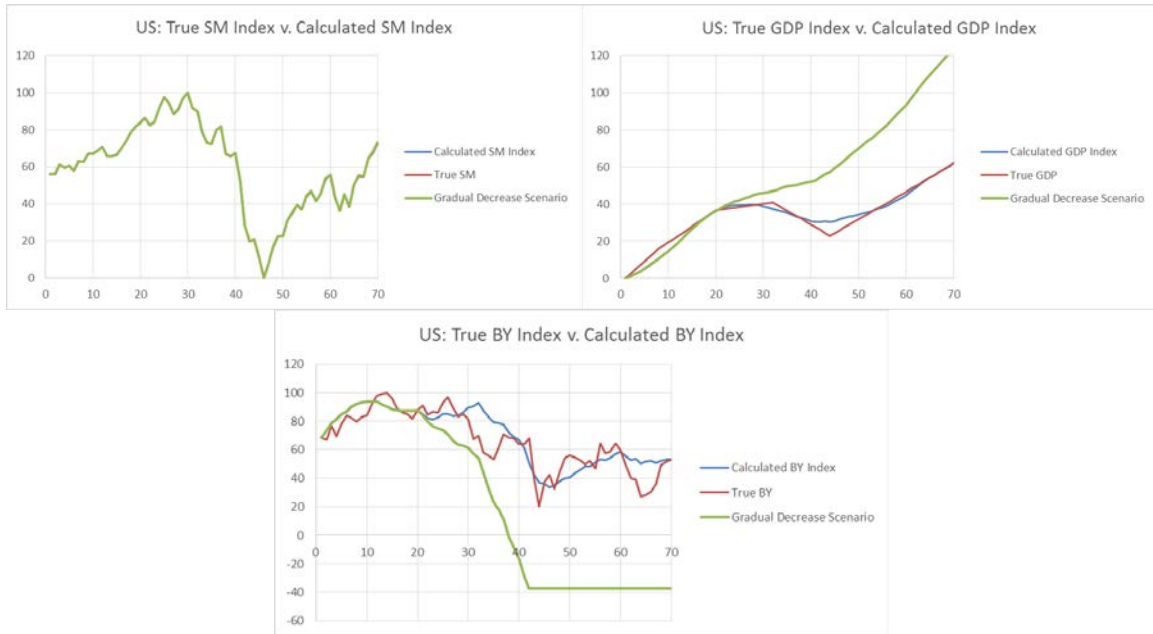 US: True SM Index v. Calculated SM Index
120
100
80
60
40
20
0
0 10 20 30 40 50 60 70
Calculated SM Index
True SM
Gradual Decrease Scenario
US: True GDP Index v. Calculated GDP Index
120
100
80
60
40
20
0
0 10 20 30 40 50 60 70
Calculated GDP Index
True GDP
Gradual Decrease Scenario
US: True BY Index v. Calculated BY Index
120
100
80
60
40
20
0
-20
-40
-60
0 10 20 30 40 50 60 70
Calculated BY Index
True BY
Gradual Decrease Scenario